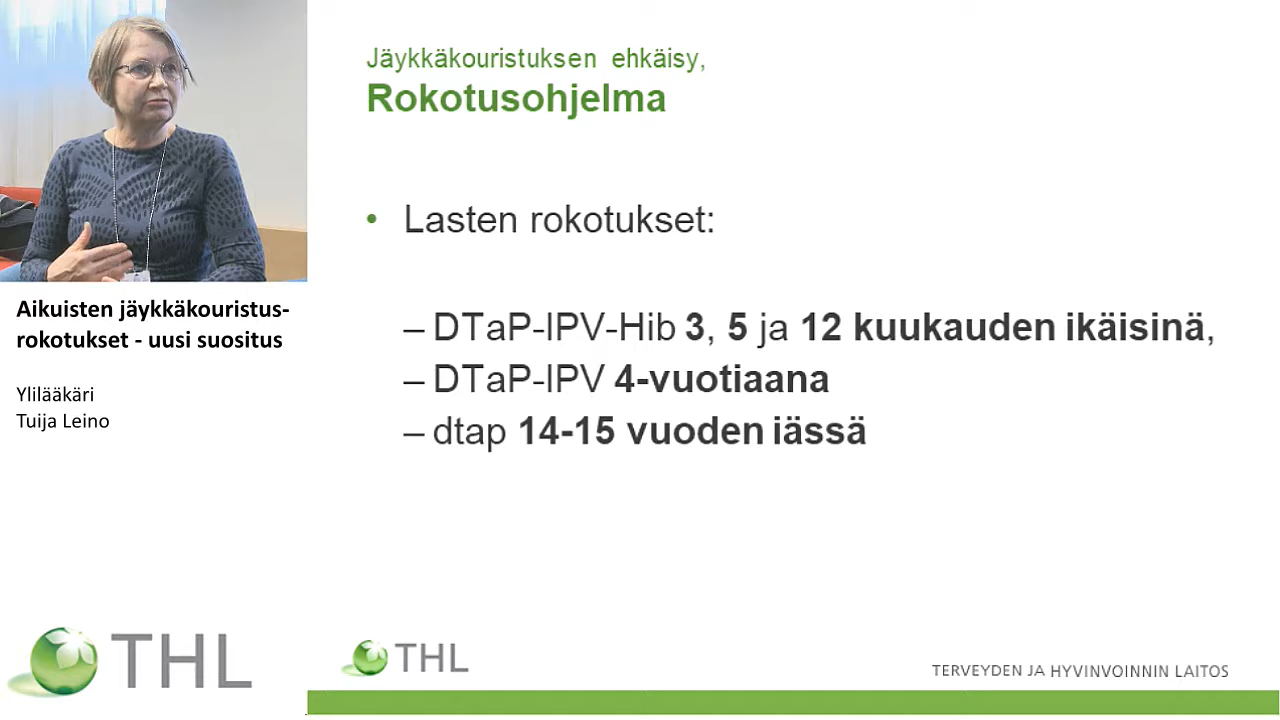 Jäykkäkouristuksen ehkäisy,
Rokotusohjelma
• Lasten rokotukset:
– DTaP-IPV-Hib 3, 5 ja 12 kuukauden ikäisinä,
– DTaP-IPV 4-vuotiaana
– dtap 14-15 vuoden iässä
Aikuisten jäykkäkouristus-
rokotukset - uusi suositus
Ylilääkäri
Tuija Leino
THL
THL
TERVEYDEN JA HYVINVOINNIN LAITOS